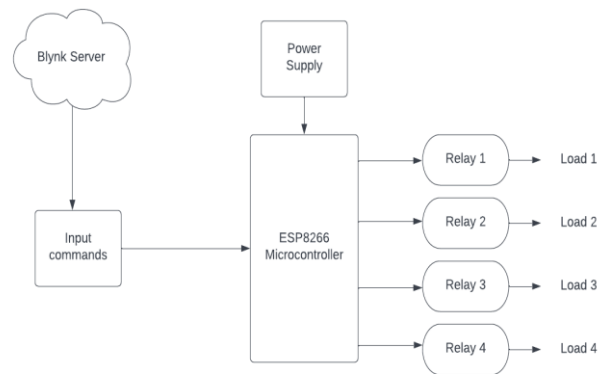 Blynk Server
Power
Supply
Relay 1
Load 1
Relay 2
Load 2
Input
commands
ESP8266
Microcontroller
Relay 3
Load 3
Relay 4
Load 4